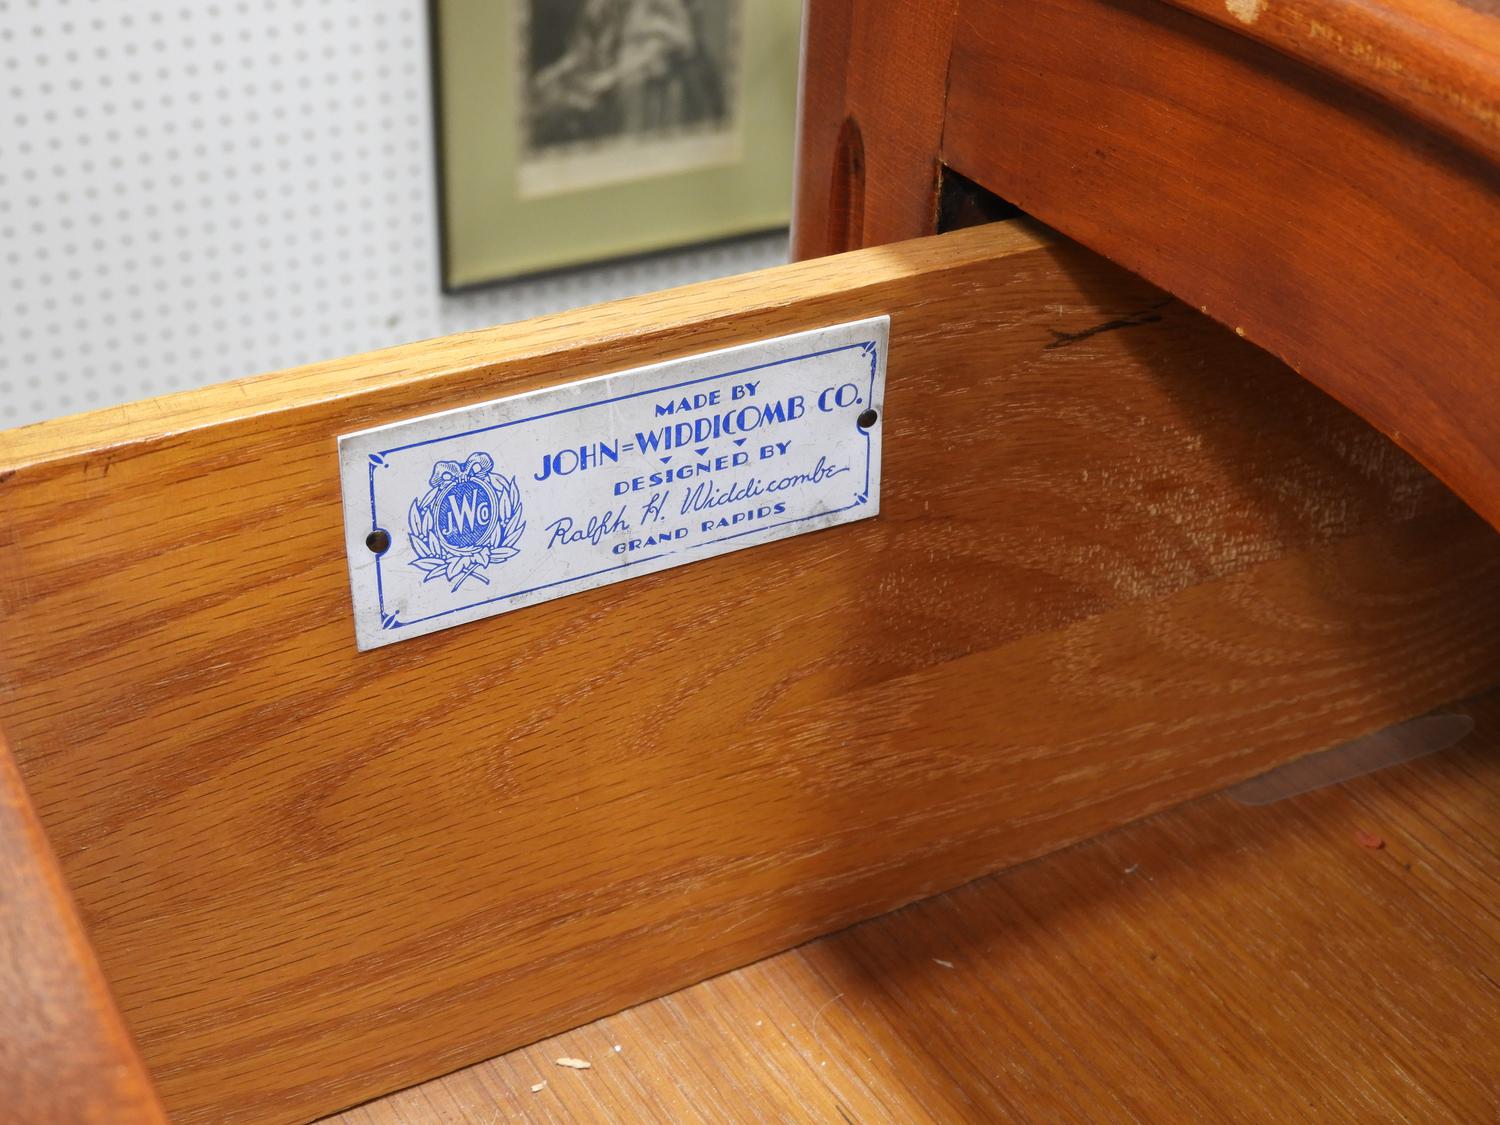 MADE BY
JOHN=WIDDICOMB CO.
DESIGNED BY
Ralph H. Widdicombe
GRAND RAPIDS
JWCo